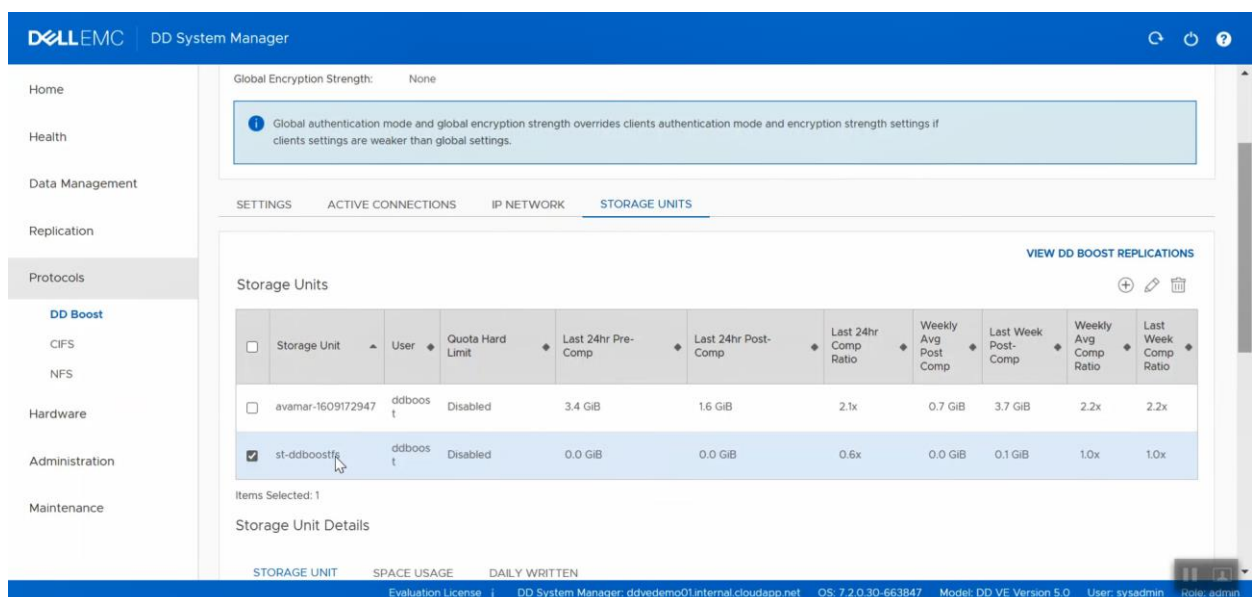 DELLEMC DD System Manager
Home
Health
Data Management
Replication
Protocols
DD Boost
CIFS
NFS
Hardware
Administration
Maintenance
Global Encryption Strength: None
Global authentication mode and global encryption strength overrides clients authentication mode and encryption strength settings if
clients settings are weaker than global settings.
SETTINGS ACTIVE CONNECTIONS IP NETWORK STORAGE UNITS
VIEW DD BOOST REPLICATIONS
Storage Units
Storage Unit User Quota Hard Limit Last 24hr Pre-Comp Last 24hr Post-Comp Last 24hr Comp Ratio Weekly Avg Post Comp Last Week Post-Comp Weekly Avg Comp Ratio Last Week Comp Ratio
avamar-1609172947 ddboost Disabled 3.4 GiB 1.6 GiB 2.1x 0.7 GiB 3.7 GiB 2.2x 2.2x
st-ddboostfs ddboost Disabled 0.0 GiB 0.0 GiB 0.6x 0.0 GiB 0.1 GiB 1.0x 1.0x
Items Selected: 1
Storage Unit Details
STORAGE UNIT SPACE USAGE DAILY WRITTEN
Evaluation License DD System Manager: ddvedemo01.internal.cloudapp.net OS: 7.2.0.30-663847 Model: DD VE Version 5.0 User: sysadmin Role: admin